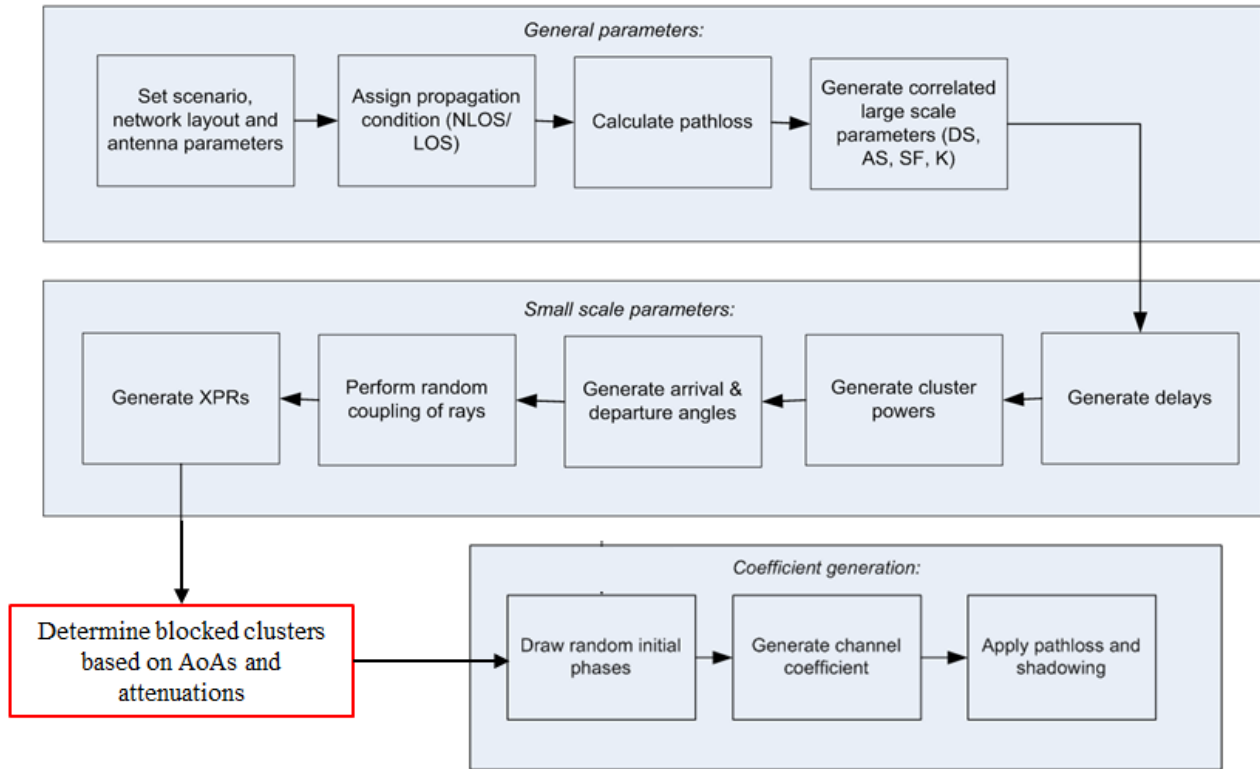 General parameters:
Set scenario,
network layout and
antenna parameters
Assign propagation
condition (NLOS/
LOS)
Calculate pathloss
Generate correlated
large scale
parameters (DS,
AS, SF, K)
Small scale parameters:
Generate XPRs
Perform random
coupling of rays
Generate arrival &
departure angles
Generate cluster
powers
Generate delays
Determine blocked clusters
based on AoAs and
attenuations
Coefficient generation:
Draw random initial
phases
Generate channel
coefficient
Apply pathloss and
shadowing